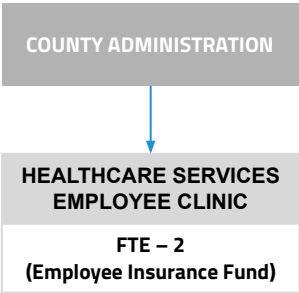 COUNTY ADMINISTRATION
HEALTHCARE SERVICES
EMPLOYEE CLINIC
FTE – 2
(Employee Insurance Fund)